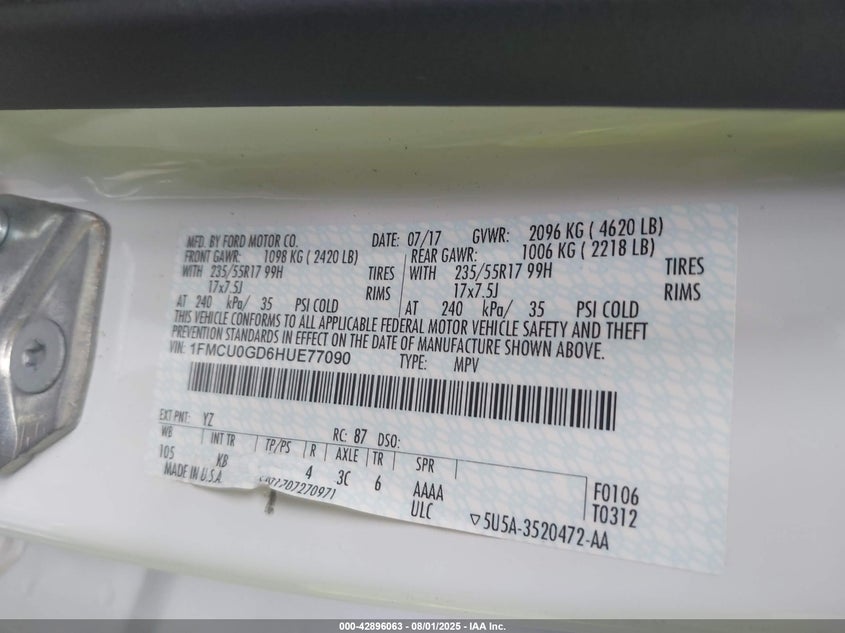 MFD. BY FORD MOTOR CO. DATE: 07/17 GVWR: 2096 KG ( 4620 LB)
FRONT GAWR: 1098 KG ( 2420 LB) REAR GAWR: 1006 KG ( 2218 LB)
WITH 235/55R17 99H TIRES WITH 235/55R17 99H TIRES
17x7.5J RIMS 17x7.5J RIMS
AT 240 kPa/ 35 PSI COLD AT 240 kPa/ 35 PSI COLD
THIS VEHICLE CONFORMS TO ALL APPLICABLE FEDERAL MOTOR VEHICLE SAFETY AND THEFT
PREVENTION STANDARDS IN EFFECT ON THE DATE OF MANUFACTURE SHOWN ABOVE.
VIN: 1FMCU0GD6HUE77090 TYPE: MPV
EXT PNT: YZ RC: 87 DSO:
WB INT TR TP/PS R AXLE TR SPR
105 KB 4 3C 6 AAAA F0106
MADE IN U.S.A. ULC T0312
5U5A-3520472-AA
000-42896063 - 08/01/2025 - IAA Inc.